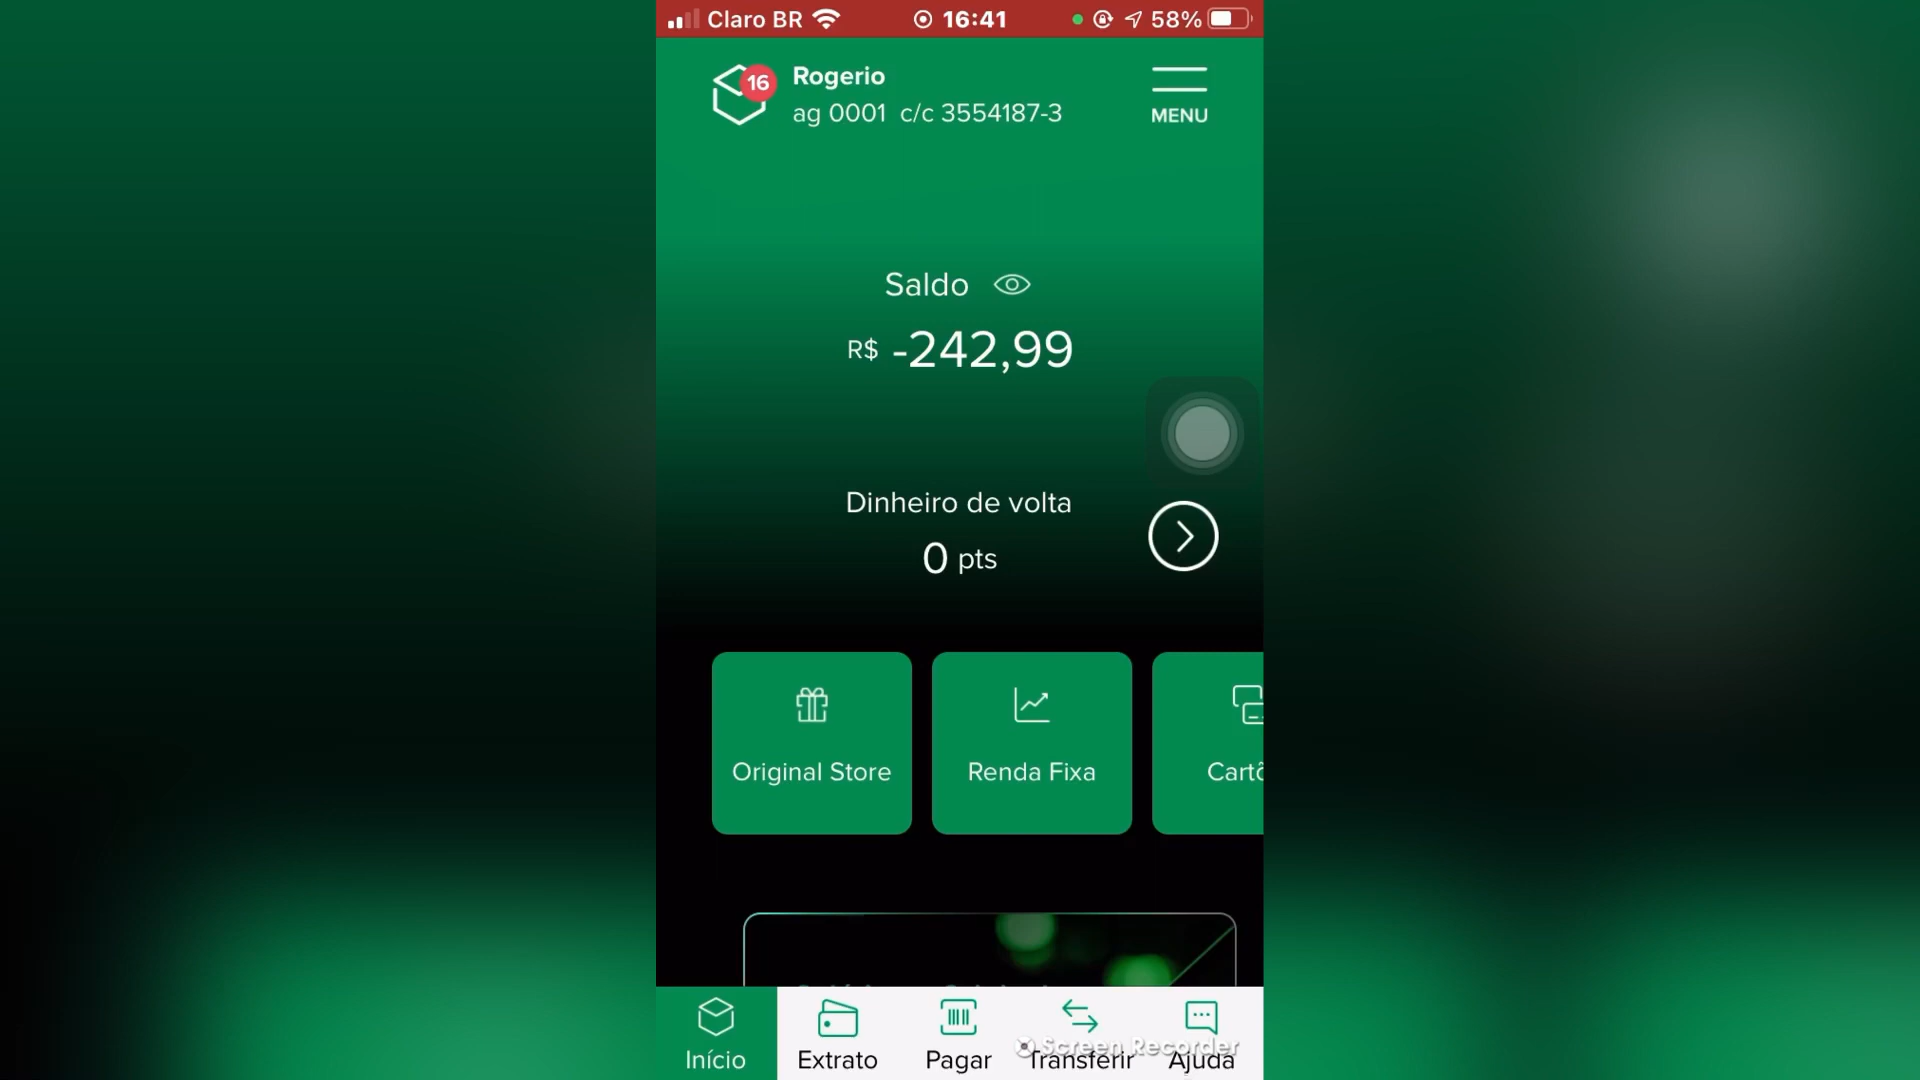 Claro BR 16:41 58%
16 Rogerio
ag 0001 c/c 3554187-3
MENU
Saldo
R$ -242,99
Dinheiro de volta
0 pts
Original Store
Renda Fixa
Início
Extrato
Pagar
Transferir
Ajuda
Screen Recorder